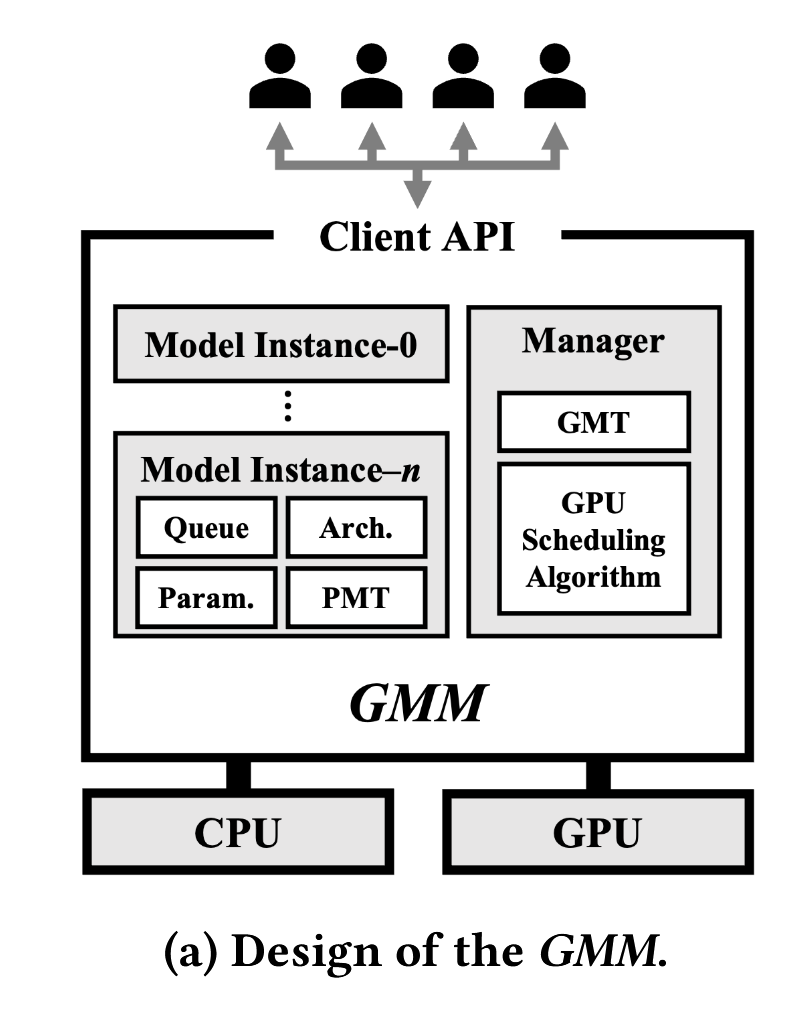 Client API
Model Instance-0
⋮
Model Instance–n
Queue
Arch.
Param.
PMT
Manager
GMT
GPU
Scheduling
Algorithm
GMM
CPU
GPU
(a) Design of the GMM.